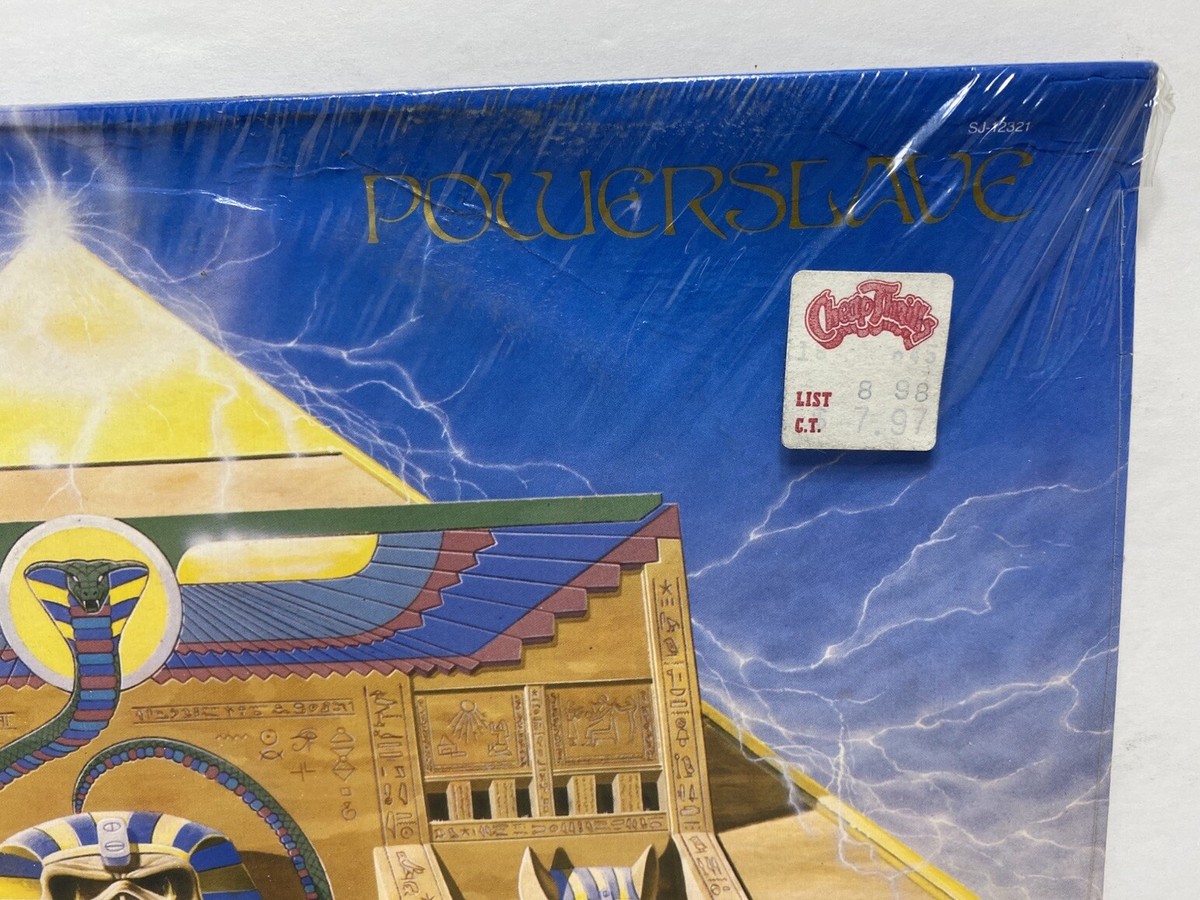 SJ-12321
POWERSLAVE
Cheap Thrills
LIST 8 98
C.T. 7.97